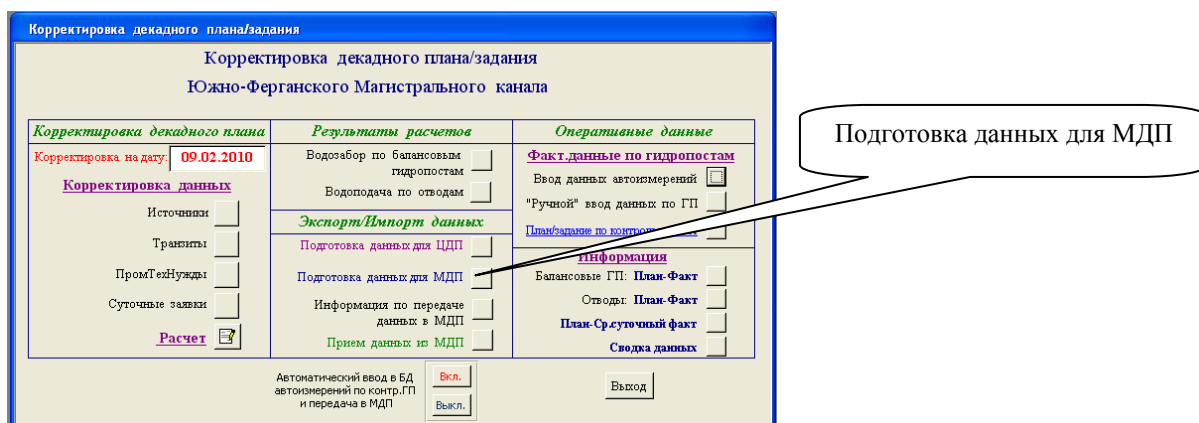 Корректировка декадного плана/задания
Корректировка декадного плана/задания
Южно-Ферганского Магистрального канала
Корректировка декадного плана
Корректировка на дату: 09.02.2010
Корректировка данных
Источники
Транзиты
ПромТехНужды
Суточные заявки
Расчет
Результаты расчетов
Водозабор по балансовым
гидропостам
Водоподача по отводам
Экспорт/Импорт данных
Подготовка данных для ЦДП
Подготовка данных для МДП
Информация по передаче
данных в МДП
Прием данных из МДП
Оперативные данные
Факт.данные по гидропостам
Ввод данных автоизмерений
"Ручной" ввод данных по ГП
План/задание по
Информация
Балансовые ГП: План-Факт
Отводы: План-Факт
План-Ср.суточный факт
Сводка данных
Автоматический ввод в БД
автоизмерений по контр.ГП
и передача в МДП
Вкл.
Выкл.
Выход
Подготовка данных для МДП